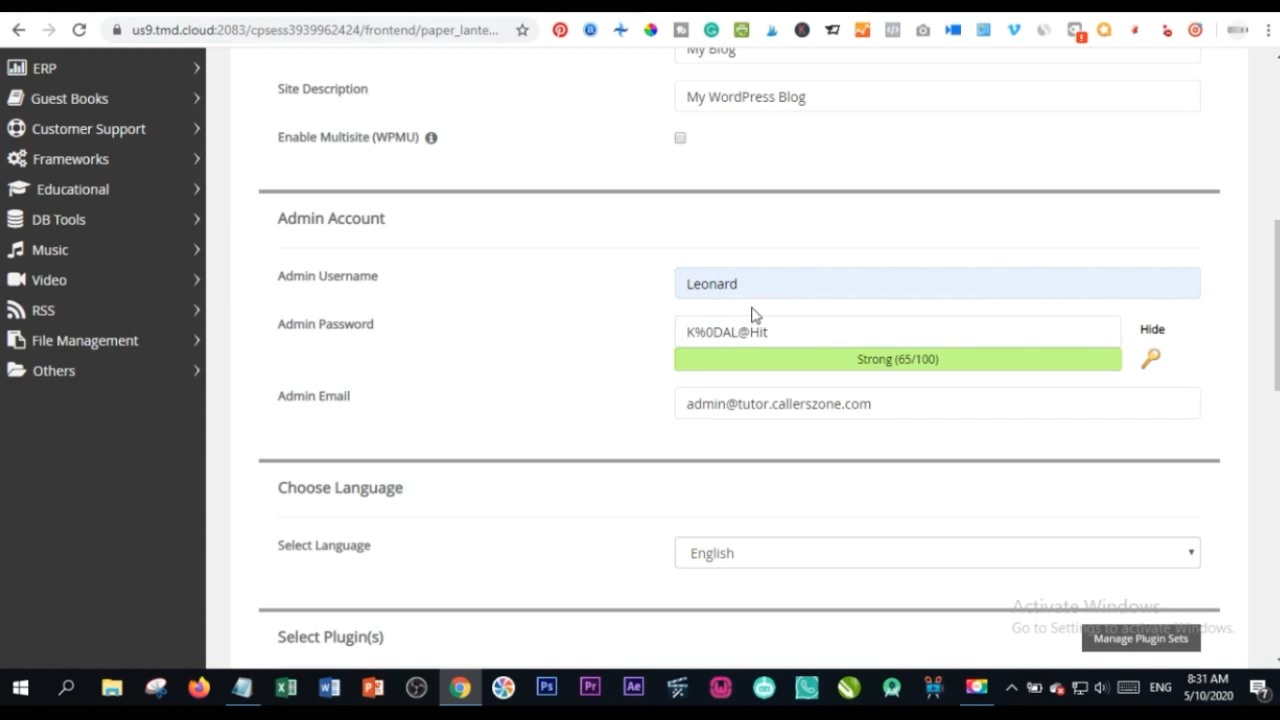 us9.tmd.cloud:2083/cpsess3939962424/frontend/paper_lante...
ERP
Guest Books
Customer Support
Frameworks
Educational
DB Tools
Music
Video
RSS
File Management
Others
My Blog
Site Description
My WordPress Blog
Enable Multisite (WPMU)
Admin Account
Admin Username
Leonard
Admin Password
K%0DAL@Hit
Hide
Strong (65/100)
Admin Email
admin@tutor.callerszone.com
Choose Language
Select Language
English
Select Plugin(s)
Manage Plugin Sets
Activate Windows
Go to Settings to activate Windows.
ENG
8:31 AM
5/10/2020